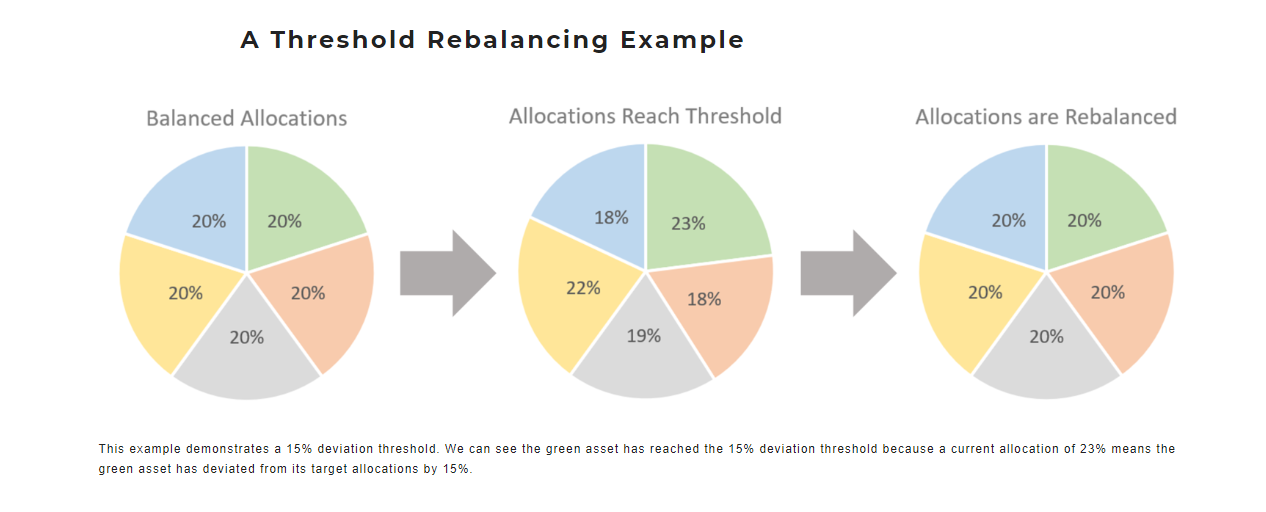 A Threshold Rebalancing Example
Balanced Allocations
Allocations Reach Threshold
Allocations are Rebalanced
20%
20%
20%
20%
20%
18%
23%
22%
18%
19%
20%
20%
20%
20%
20%
This example demonstrates a 15% deviation threshold. We can see the green asset has reached the 15% deviation threshold because a current allocation of 23% means the
green asset has deviated from its target allocations by 15%.